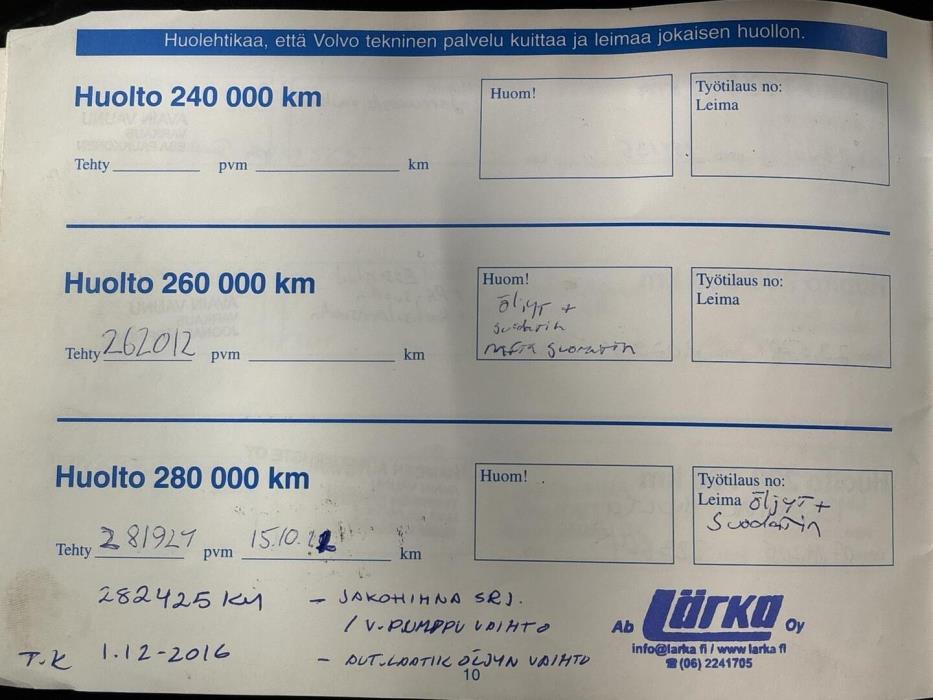 Huolehtikaa, että Volvo tekninen palvelu kuittaa ja leimaa jokaisen huollon.
Huolto 240 000 km
Huom!
Työtilaus no:
Leima
Tehty pvm km
Huolto 260 000 km
Huom!
öljyt +
suodatin
Työtilaus no:
Leima
Tehty 262012 pvm km
Huolto 280 000 km
Huom!
Työtilaus no:
Leima öljyt +
suodatin
Tehty 281927 pvm 15.10. km
282425 KM - JAKOHIHNA SRJ.
/ V-PUMPPU VAIHTO
T.K 1.12-2016 - AUT.LAATIK ÖLJYN VAIHTO
Ab Lärka Oy
info@larka fi / www larka fi
☎ (06) 2241705
10